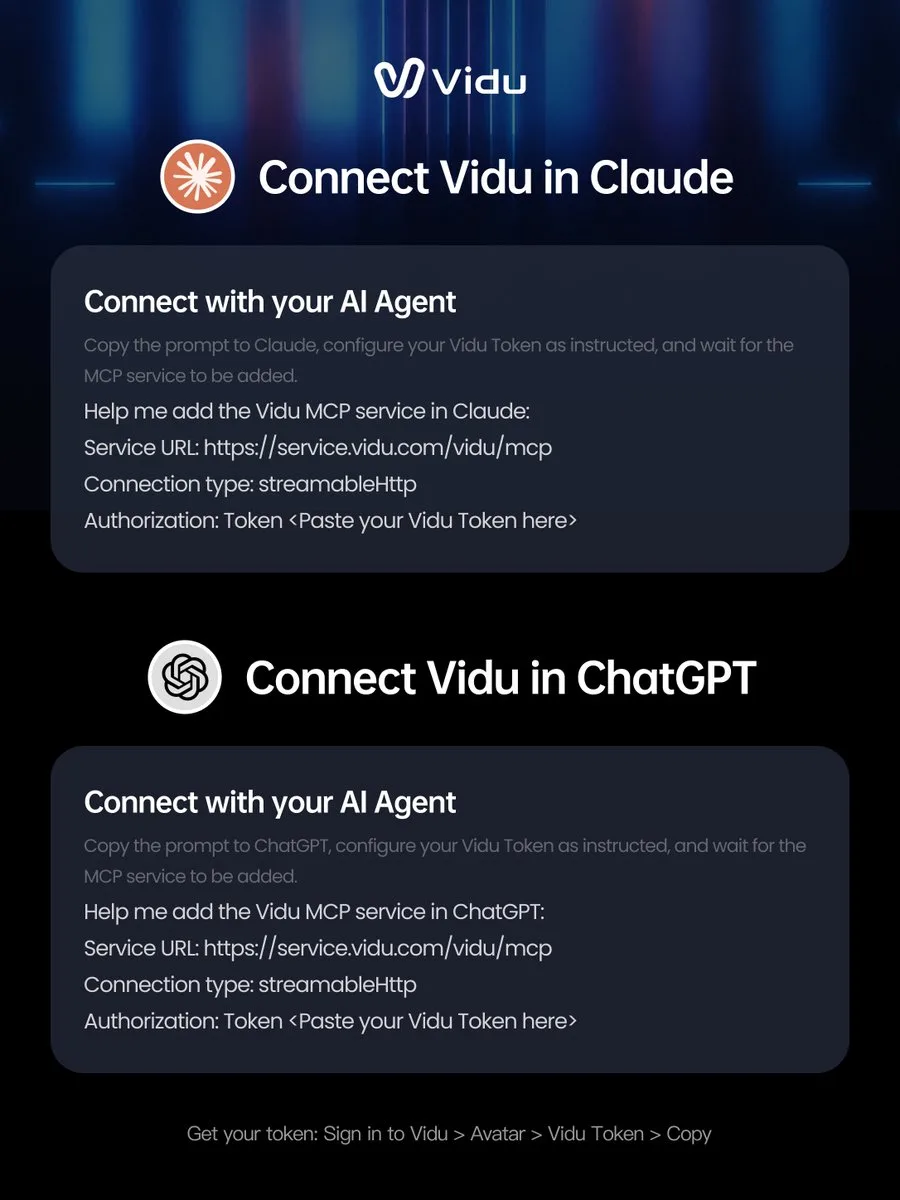 Vidu
Connect Vidu in Claude
Connect with your AI Agent
Copy the prompt to Claude, configure your Vidu Token as instructed, and wait for the
MCP service to be added.
Help me add the Vidu MCP service in Claude:
Service URL: https://service.vidu.com/vidu/mcp
Connection type: streamableHttp
Authorization: Token <Paste your Vidu Token here>
Connect Vidu in ChatGPT
Connect with your AI Agent
Copy the prompt to ChatGPT, configure your Vidu Token as instructed, and wait for the
MCP service to be added.
Help me add the Vidu MCP service in ChatGPT:
Service URL: https://service.vidu.com/vidu/mcp
Connection type: streamableHttp
Authorization: Token <Paste your Vidu Token here>
Get your token: Sign in to Vidu > Avatar > Vidu Token > Copy